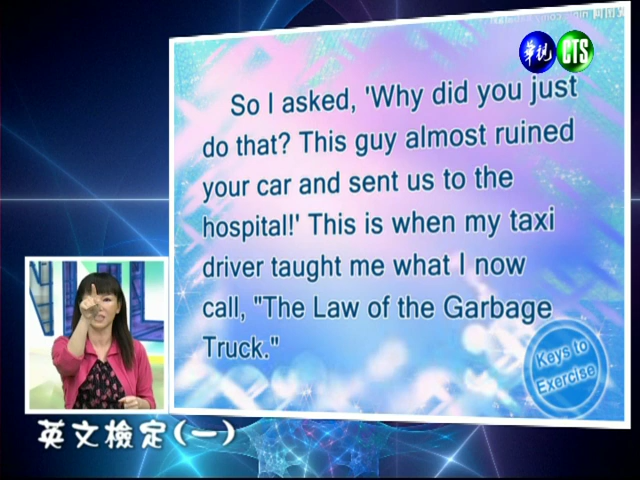 華視 CTS
So I asked, 'Why did you just
do that? This guy almost ruined
your car and sent us to the
hospital!' This is when my taxi
driver taught me what I now
call, "The Law of the Garbage
Truck."
Keys to
Exercise
英文檢定(一)